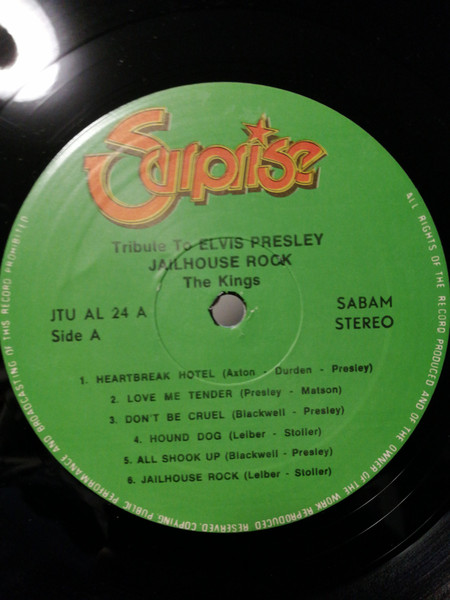 Surprise
Tribute To ELVIS PRESLEY
JAILHOUSE ROCK
The Kings
JTU AL 24 A
Side A
SABAM
STEREO
1. HEARTBREAK HOTEL (Axton - Durden - Presley)
2. LOVE ME TENDER (Presley - Matson)
3. DON'T BE CRUEL (Blackwell - Presley)
4. HOUND DOG (Leiber - Stoller)
5. ALL SHOOK UP (Blackwell - Presley)
6. JAILHOUSE ROCK (Leiber - Stoller)
ALL RIGHTS OF THE RECORD PRODUCED AND OF THE OWNER OF THE WORK REPRODUCED RESERVED. COPYING PUBLIC PERFORMANCE AND BROADCASTING OF THIS RECORD PROHIBITED